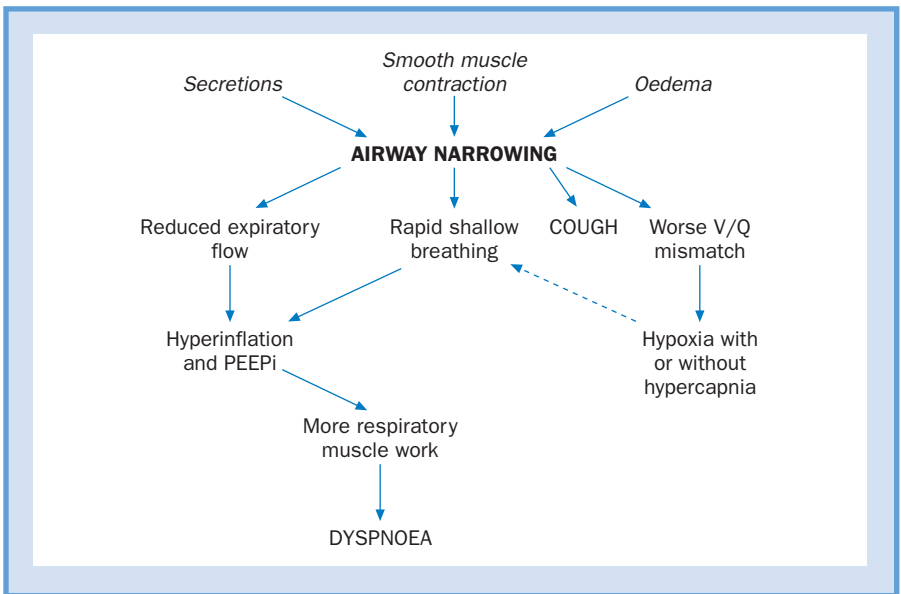 Smooth muscle
contraction
Secretions
Oedema
AIRWAY NARROWING
Reduced expiratory
flow
Rapid shallow
breathing
COUGH
Worse V/Q
mismatch
Hyperinflation
and PEEPi
Hypoxia with
or without
hypercapnia
More respiratory
muscle work
DYSPNOEA